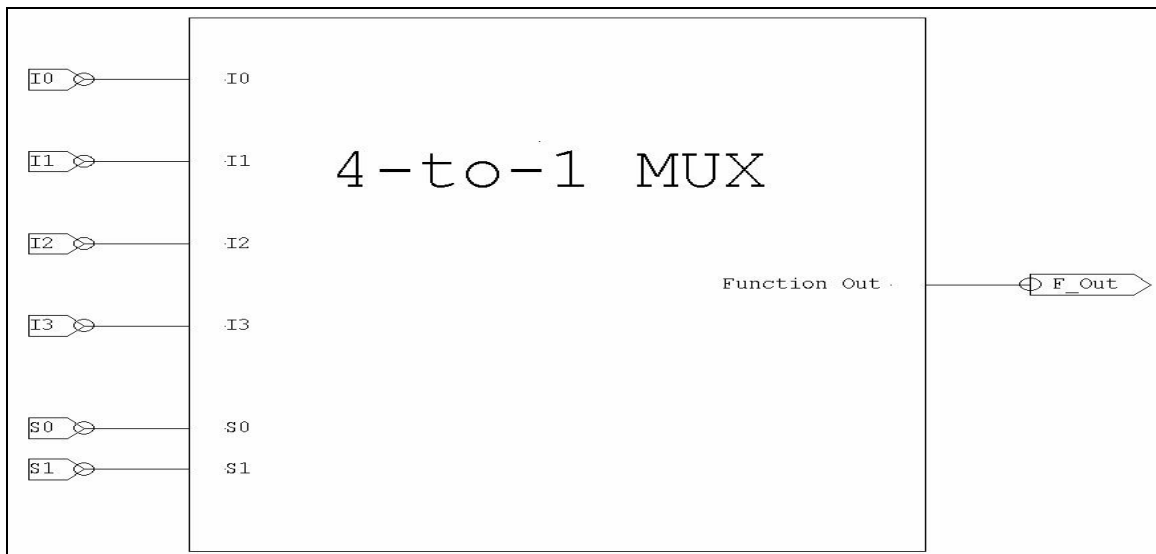 I0 I0
I1 I1
4-to-1 MUX
I2 I2
Function Out F_Out
I3 I3
S0 S0
S1 S1